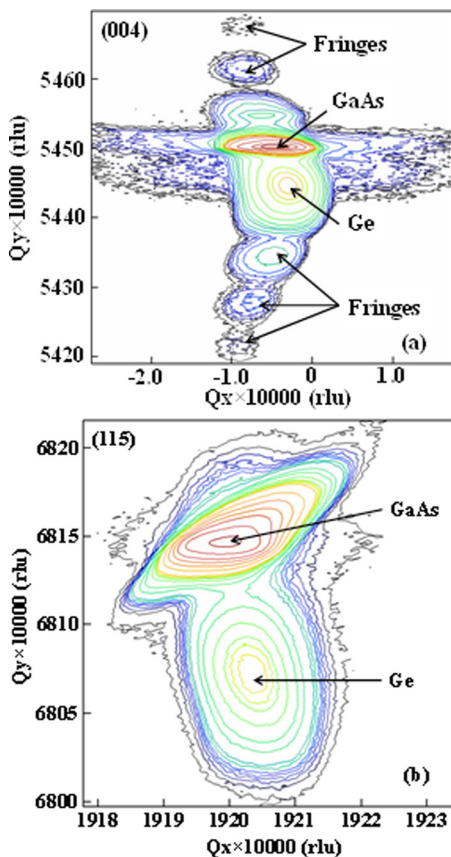 (004)
Fringes
GaAs
Ge
Fringes
(a)
Qy×10000 (rlu)
5460
5450
5440
5430
5420
-2.0 -1.0 0 1.0
Qx×10000 (rlu)
(115)
GaAs
Ge
(b)
Qy×10000 (rlu)
6820
6815
6810
6805
6800
1918 1919 1920 1921 1922 1923
Qx×10000 (rlu)